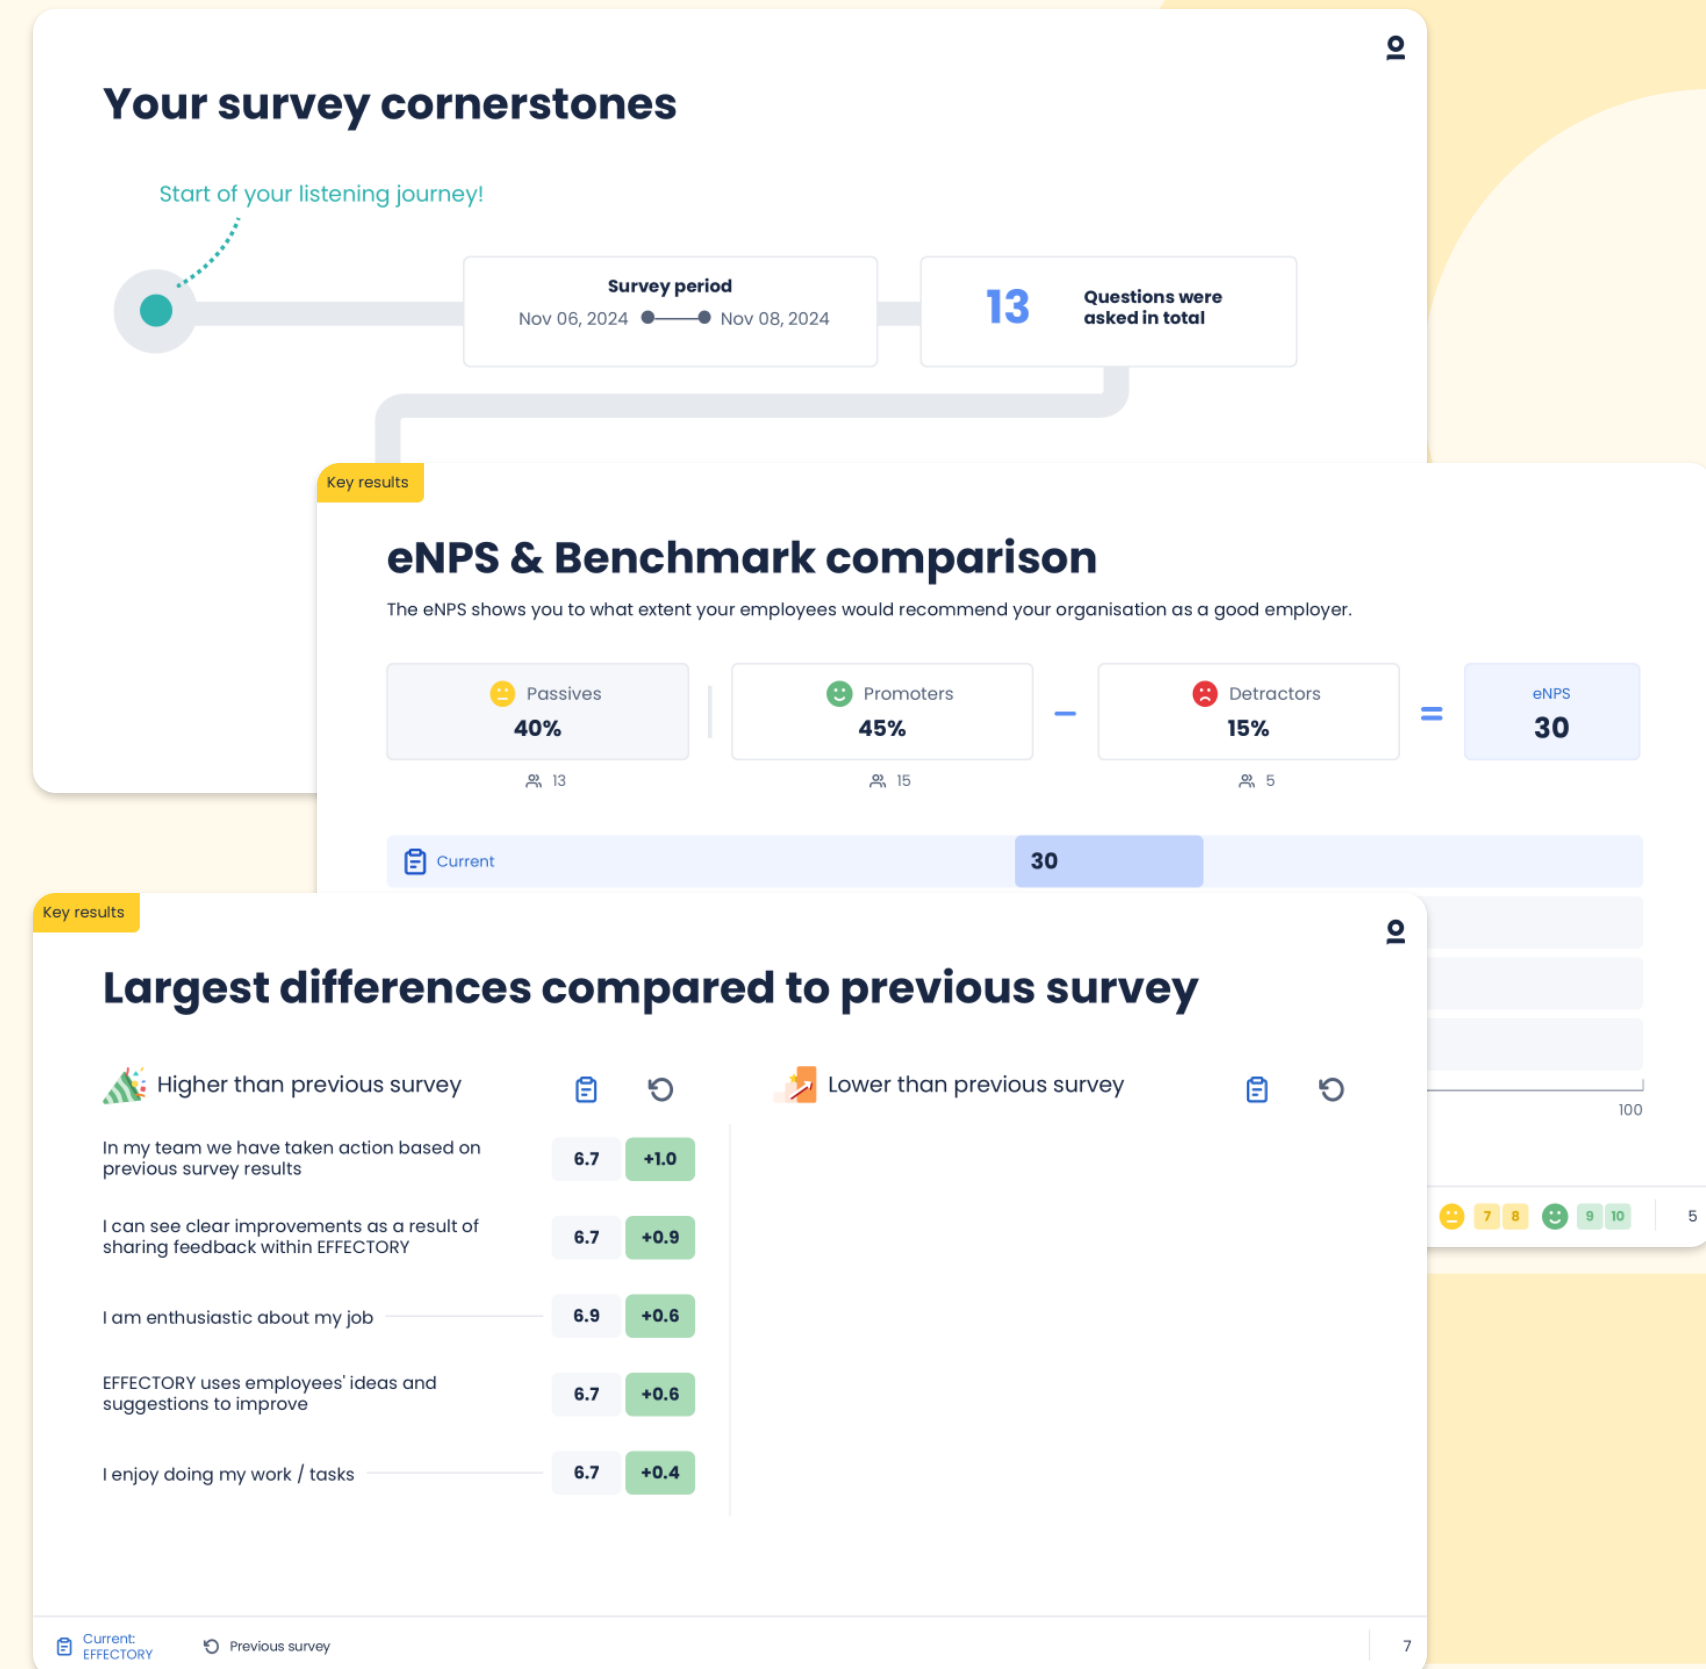 Your survey cornerstones
Start of your listening journey!
Survey period
Nov 06, 2024 Nov 08, 2024
13
Questions were
asked in total
Key results
eNPS & Benchmark comparison
The eNPS shows you to what extent your employees would recommend your organisation as a good employer.
Passives
40%
13
Promoters
45%
15
–
Detractors
15%
5
=
eNPS
30
Current
30
100
7 8
9 10
5
Key results
Largest differences compared to previous survey
Higher than previous survey
In my team we have taken action based on
previous survey results
6.7 +1.0
I can see clear improvements as a result of
sharing feedback within EFFECTORY
6.7 +0.9
I am enthusiastic about my job
6.9 +0.6
EFFECTORY uses employees' ideas and
suggestions to improve
6.7 +0.6
I enjoy doing my work / tasks
6.7 +0.4
Lower than previous survey
Current:
EFFECTORY
Previous survey
7